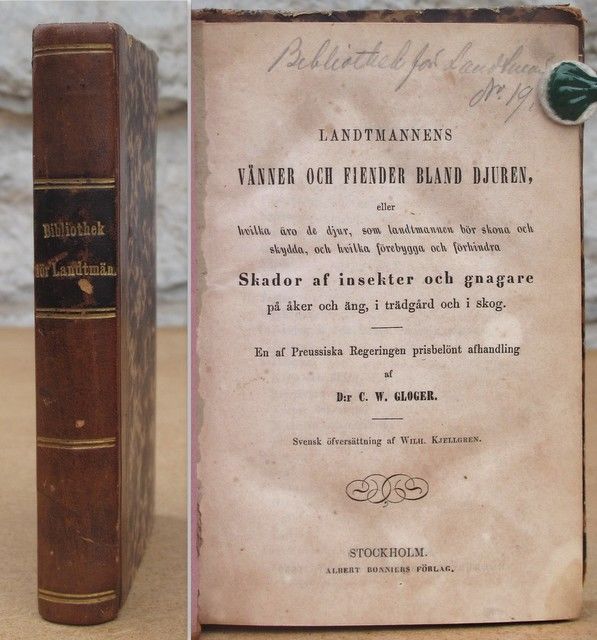 Bibliothek
för Landtmän.
Bibliothek för Landtmän
No 19.
LANDTMANNENS
VÄNNER OCH FIENDER BLAND DJUREN,
eller
hvilka äro de djur, som landtmannen bör skona och
skydda, och hvilka förebygga och förhindra
Skador af insekter och gnagare
på åker och äng, i trädgård och i skog.
En af Preussiska Regeringen prisbelönt afhandling
af
D:r C. W. GLOGER.
Svensk öfversättning af WILH. KJELLGREN.
STOCKHOLM.
ALBERT BONNIERS FÖRLAG.